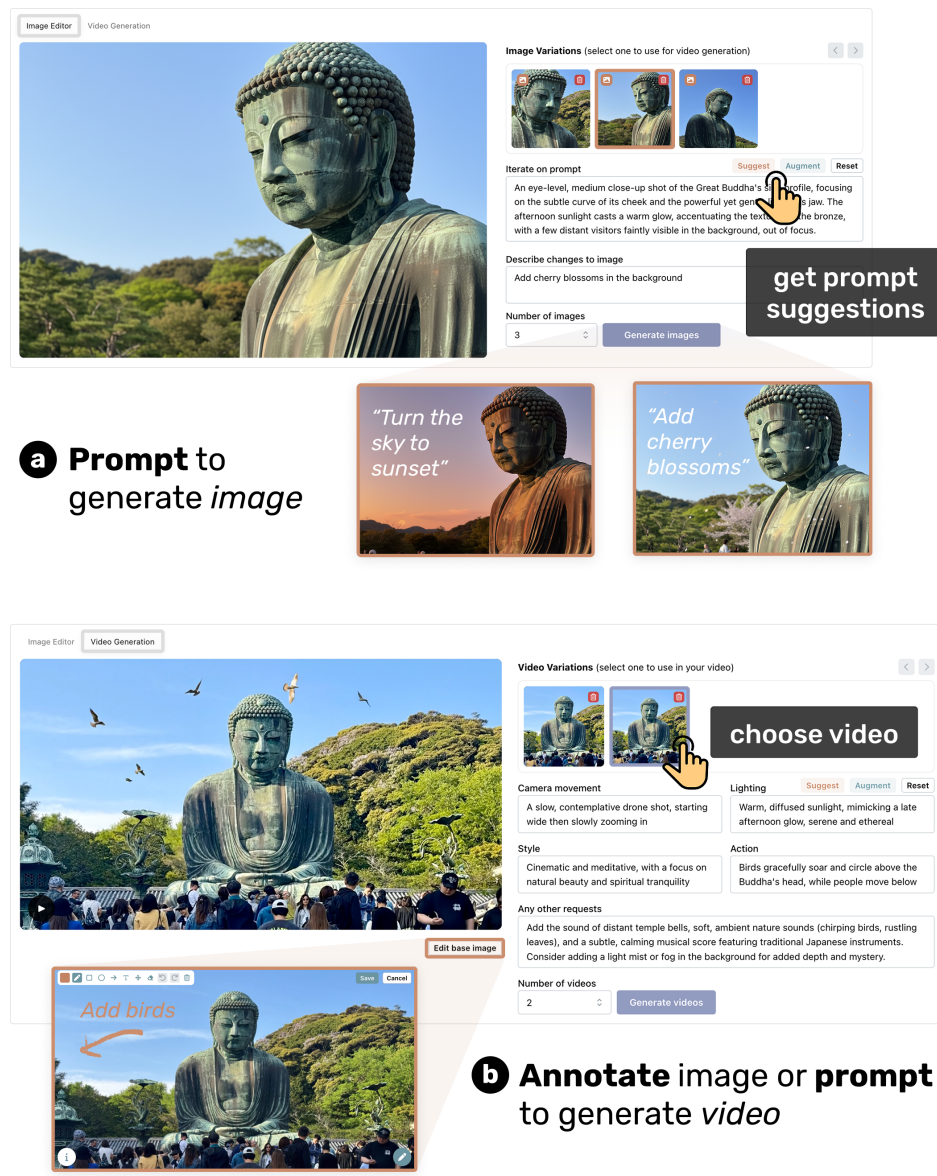 Image Editor
Video Generation
Image Variations (select one to use for video generation)
Iterate on prompt
Suggest
Augment
Reset
An eye-level, medium close-up shot of the Great Buddha's profile, focusing
on the subtle curve of its cheek and the powerful yet jaw. The
afternoon sunlight casts a warm glow, accentuating the the bronze,
with a few distant visitors faintly visible in the background, out of focus.
Describe changes to image
Add cherry blossoms in the background
get prompt
suggestions
Number of images
3
Generate images
"Turn the
sky to
sunset"
"Add
cherry
blossoms"
a Prompt to
generate image
Image Editor
Video Generation
Video Variations (select one to use in your video)
choose video
Camera movement
A slow, contemplative drone shot, starting
wide then slowly zooming in
Lighting
Suggest
Augment
Reset
Warm, diffused sunlight, mimicking a late
afternoon glow, serene and ethereal
Style
Cinematic and meditative, with a focus on
natural beauty and spiritual tranquility
Action
Birds gracefully soar and circle above the
Buddha's head, while people move below
Any other requests
Add the sound of distant temple bells, soft, ambient nature sounds (chirping birds, rustling
leaves), and a subtle, calming musical score featuring traditional Japanese instruments.
Consider adding a light mist or fog in the background for added depth and mystery.
Edit base image
Number of videos
2
Generate videos
T
Save
Cancel
Add birds
i
b Annotate image or prompt
to generate video